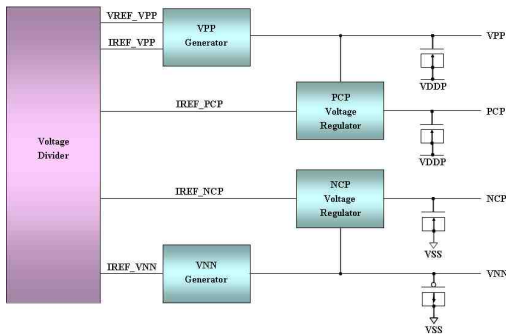 VREF_VPP
VPP
Generator
VPP
IREF_VPP
VDDP
PCP
Voltage
Regulator
IREF_PCP
PCP
Voltage
Divider
VDDP
NCP
Voltage
Regulator
IREF_NCP
NCP
VSS
IREF_VNN
VNN
Generator
VNN
VSS